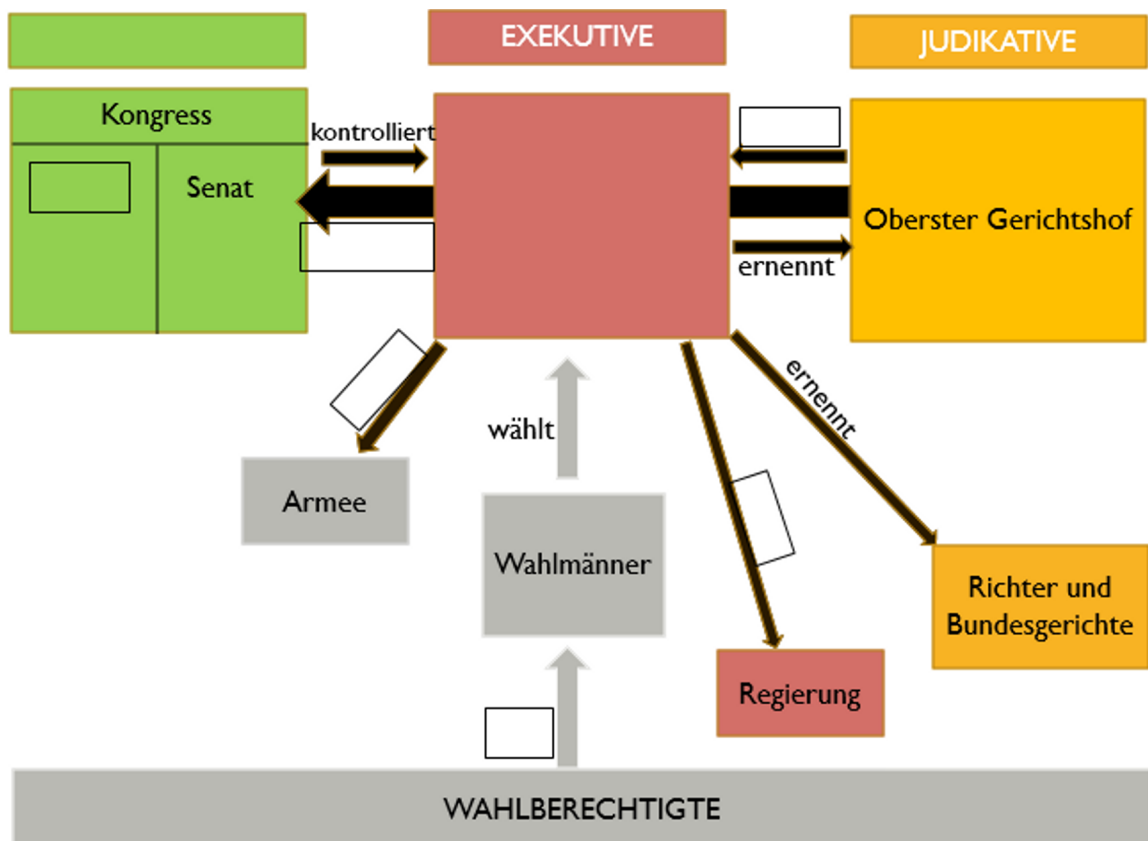 EXEKUTIVE
JUDIKATIVE
Kongress
kontrolliert
Senat
Oberster Gerichtshof
ernennt
ernennt
wählt
Armee
Wahlmänner
Richter und
Bundesgerichte
Regierung
WAHLBERECHTIGTE